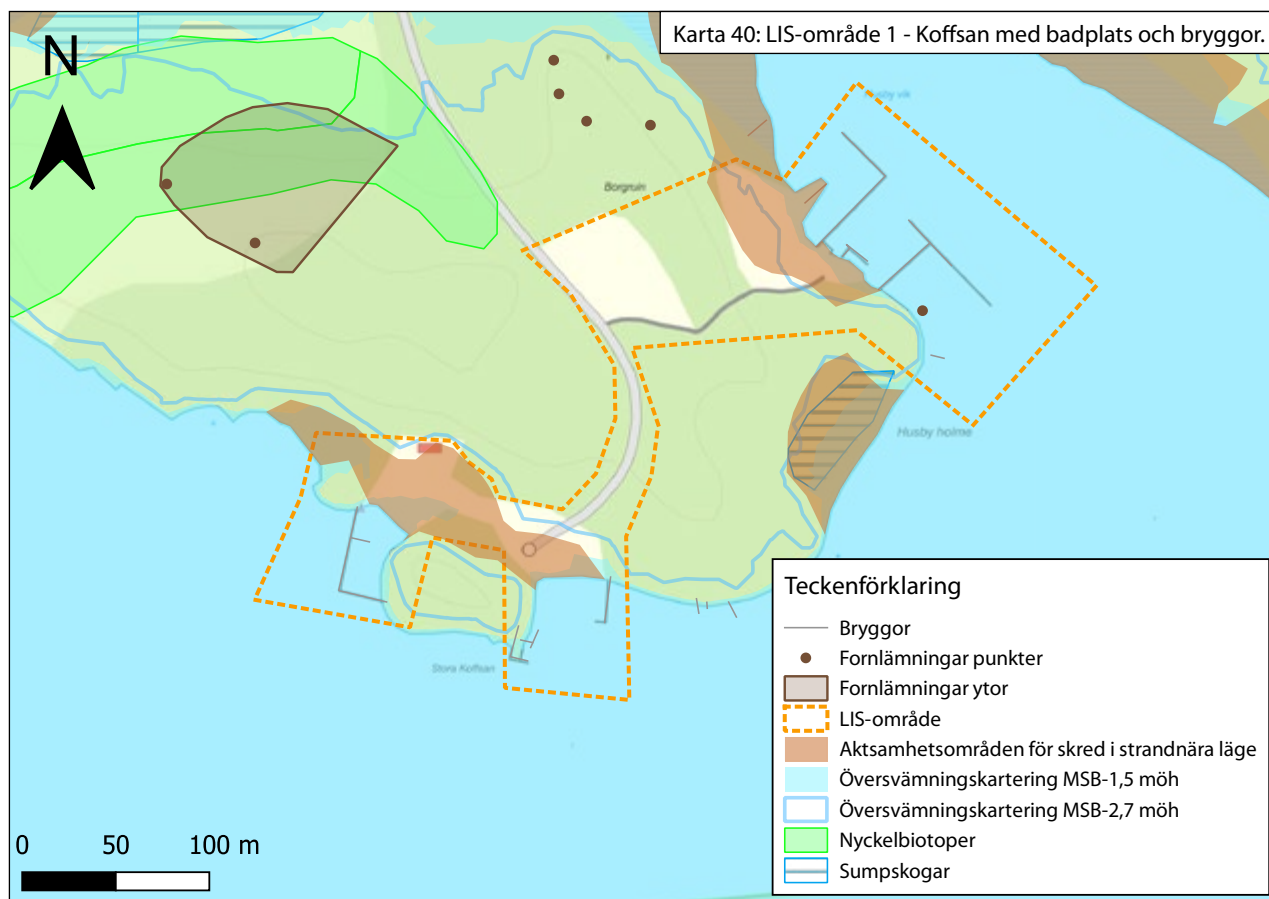 Karta 40: LIS-område 1 - Koffsan med badplats och bryggor.
N
Husby vik
Borgruin
Husby holme
Stora Koffsan
Teckenförklaring
Bryggor
Fornlämningar punkter
Fornlämningar ytor
LIS-område
Aktsamhetsområden för skred i strandnära läge
Översvämningskartering MSB-1,5 möh
Översvämningskartering MSB-2,7 möh
Nyckelbiotoper
Sumpskogar
0 50 100 m